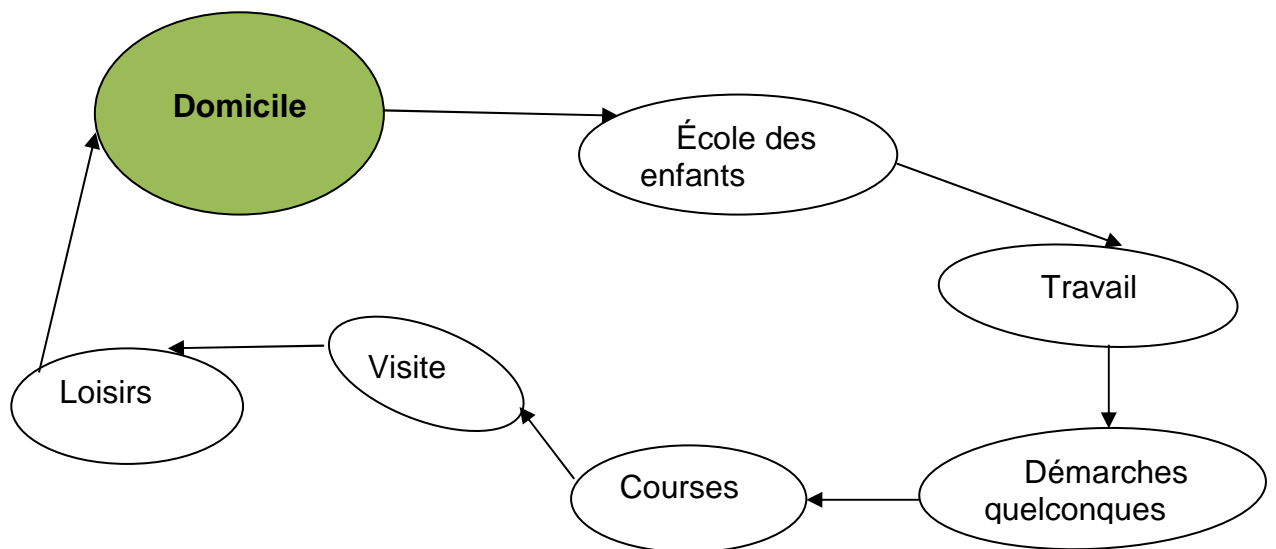 Domicile
École des
enfants
Travail
Démarches
quelconques
Courses
Visite
Loisirs